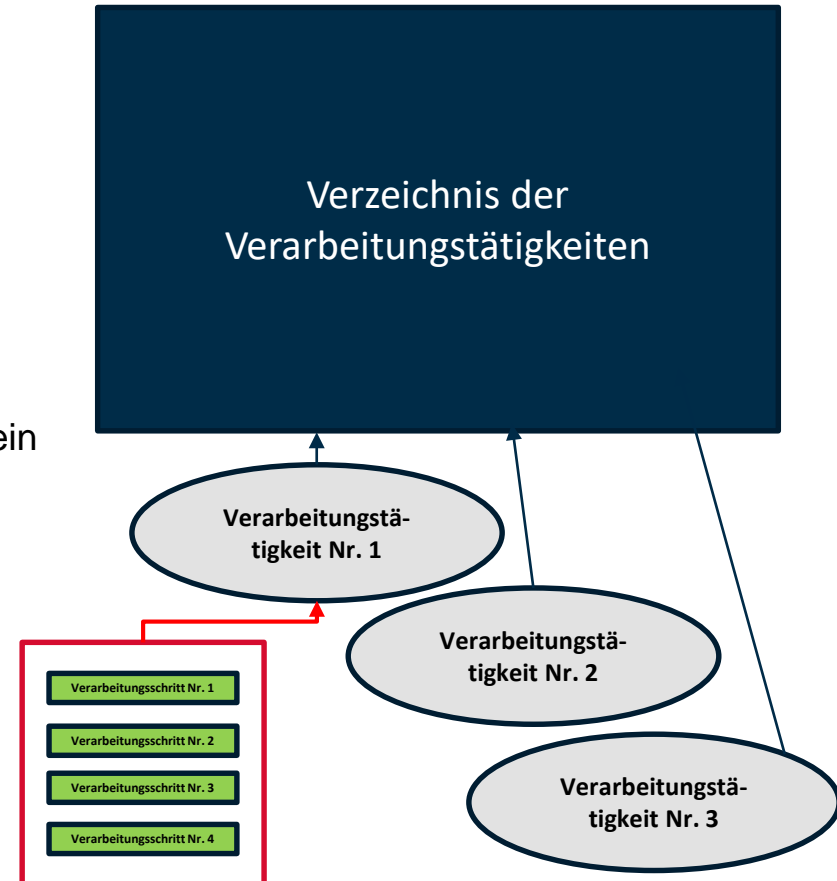 Verzeichnis der
Verarbeitungstätigkeiten
ein
Verarbeitungstä-
tigkeit Nr. 1
Verarbeitungstä-
tigkeit Nr. 2
Verarbeitungsschritt Nr. 1
Verarbeitungsschritt Nr. 2
Verarbeitungsschritt Nr. 3
Verarbeitungsschritt Nr. 4
Verarbeitungstä-
tigkeit Nr. 3